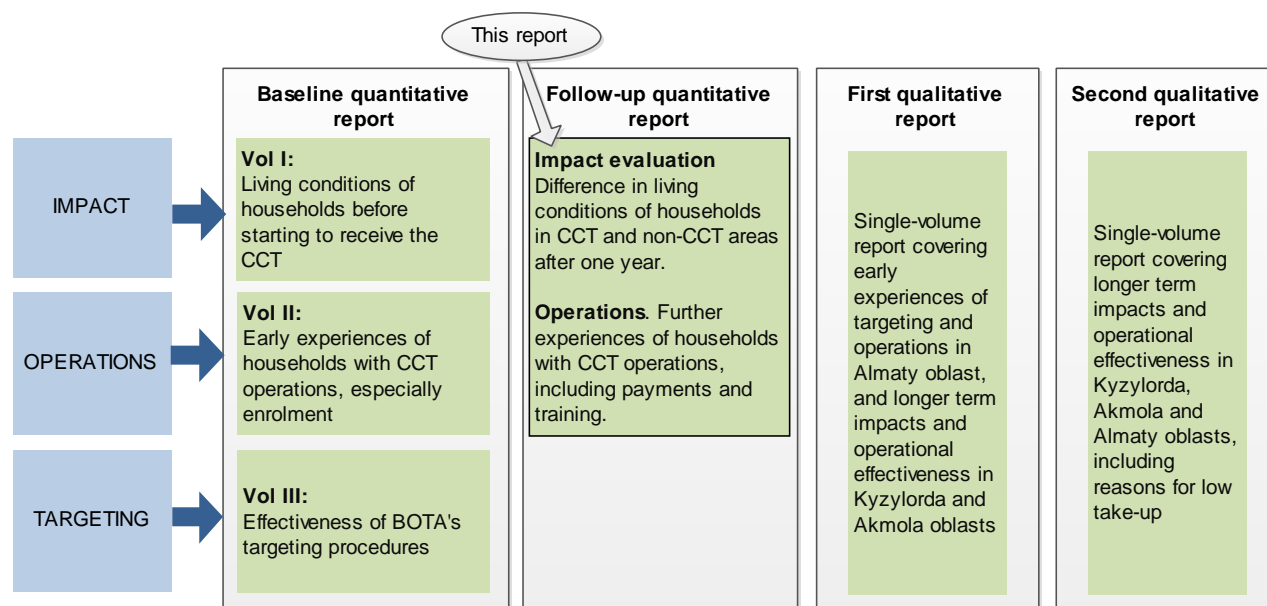 This report
Baseline quantitative
report
Follow-up quantitative
report
First qualitative
report
Second qualitative
report
IMPACT
OPERATIONS
TARGETING
Vol I:
Living conditions of
households before
starting to receive the
CCT
Vol II:
Early experiences of
households with CCT
operations, especially
enrolment
Vol III:
Effectiveness of BOTA's
targeting procedures
Impact evaluation
Difference in living
conditions of households
in CCT and non-CCT areas
after one year.
Operations. Further
experiences of households
with CCT operations,
including payments and
training.
Single-volume
report covering
early
experiences of
targeting and
operations in
Almaty oblast,
and longer term
impacts and
operational
effectiveness in
Kyzylorda and
Akmola oblasts
Single-volume
report covering
longer term
impacts and
operational
effectiveness in
Kyzylorda,
Akmola and
Almaty oblasts,
including
reasons for low
take-up